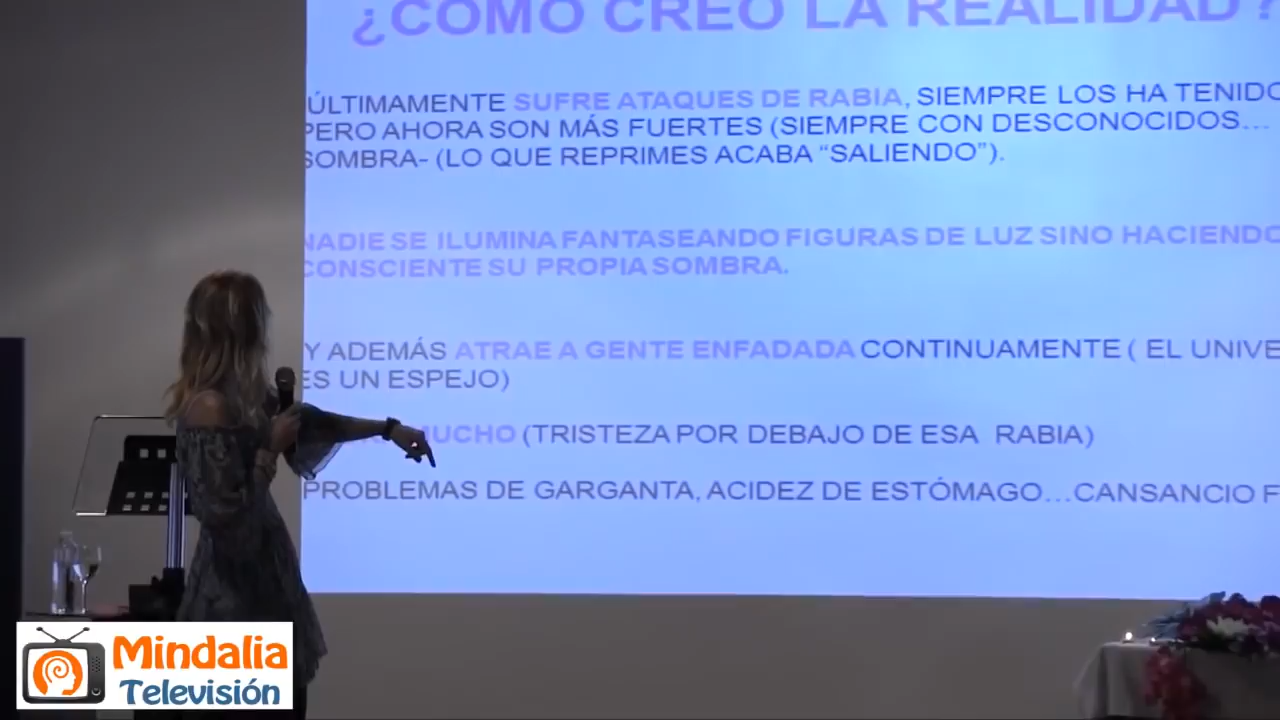 ¿CÓMO CREO LA REALIDAD?
ÚLTIMAMENTE SUFRE ATAQUES DE RABIA, SIEMPRE LOS HA TENIDO
PERO AHORA SON MÁS FUERTES (SIEMPRE CON DESCONOCIDOS...
SOMBRA- (LO QUE REPRIMES ACABA “SALIENDO”).
NADIE SE ILUMINA FANTASEANDO FIGURAS DE LUZ SINO HACIENDO
CONSCIENTE SU PROPIA SOMBRA.
Y ADEMÁS ATRAE A GENTE ENFADADA CONTINUAMENTE ( EL UNIVE
ES UN ESPEJO)
MUCHO (TRISTEZA POR DEBAJO DE ESA RABIA)
PROBLEMAS DE GARGANTA, ACIDEZ DE ESTÓMAGO...CANSANCIO F
Mindalia
Televisión